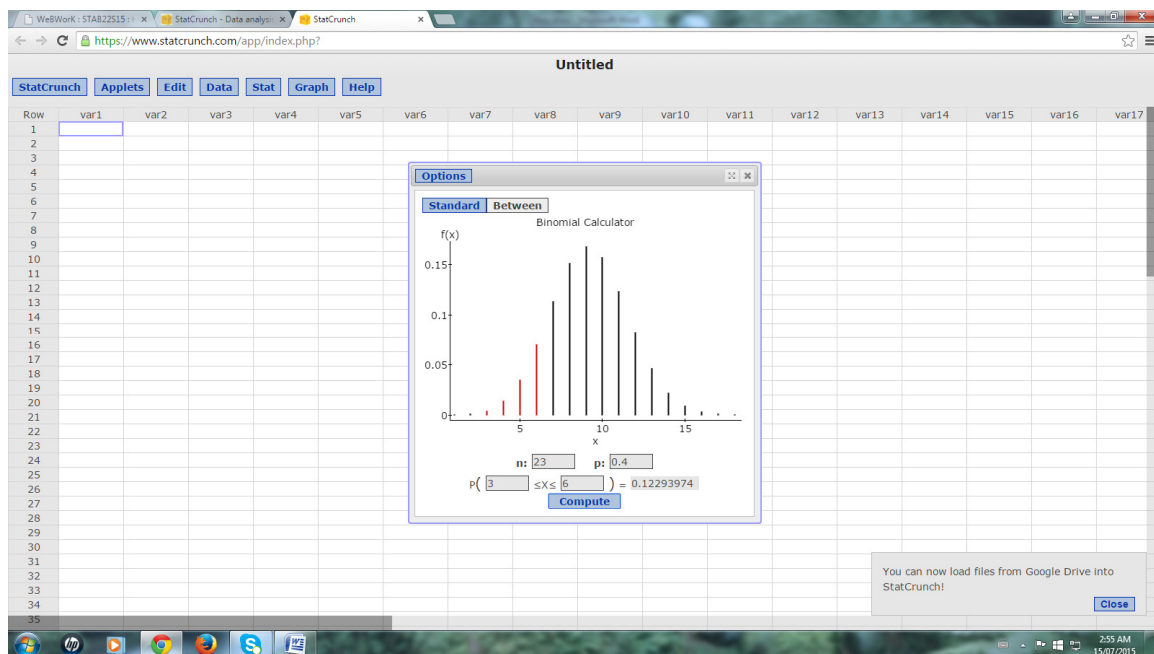 WeBWorK : STAB22S15 :
StatCrunch - Data analysis
StatCrunch
https://www.statcrunch.com/app/index.php?
Untitled
StatCrunch Applets Edit Data Stat Graph Help
Row var1 var2 var3 var4 var5 var6 var7 var8 var9 var10 var11 var12 var13 var14 var15 var16 var17
1
2
3
4
5
6
7
8
9
10
11
12
13
14
15
16
17
18
19
20
21
22
23
24
25
26
27
28
29
30
31
32
33
34
35
Options
Standard Between
Binomial Calculator
f(x)
0.15
0.1
0.05
0
5 10 15
x
n: 23 p: 0.4
P( 3 ≤X≤ 6 ) = 0.12293974
Compute
You can now load files from Google Drive into
StatCrunch!
Close
hp
2:55 AM
15/07/2015